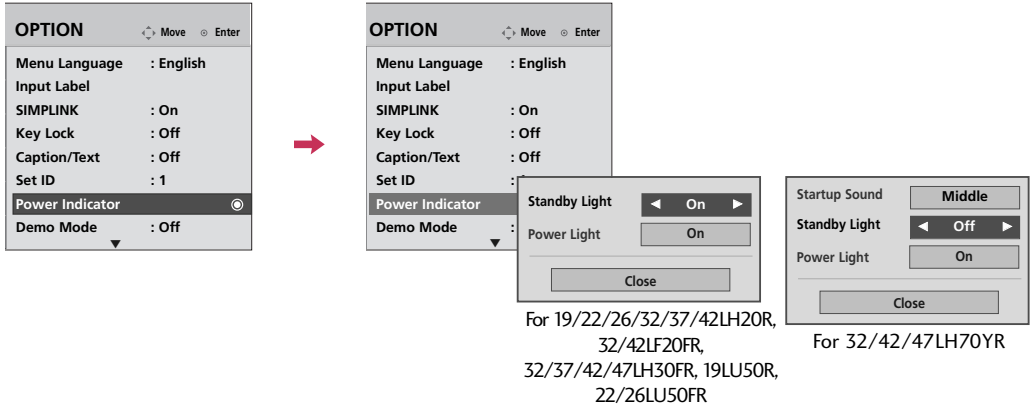 OPTION Move Enter
Menu Language : English
Input Label
SIMPLINK : On
Key Lock : Off
Caption/Text : Off
Set ID : 1
Power Indicator
Demo Mode : Off
OPTION Move Enter
Menu Language : English
Input Label
SIMPLINK : On
Key Lock : Off
Caption/Text : Off
Set ID :
Power Indicator
Demo Mode :
Standby Light On
Power Light On
Close
For 19/22/26/32/37/42LH20R,
32/42LF20FR,
32/37/42/47LH30FR, 19LU50R,
22/26LU50FR
Startup Sound Middle
Standby Light Off
Power Light On
Close
For 32/42/47LH70YR